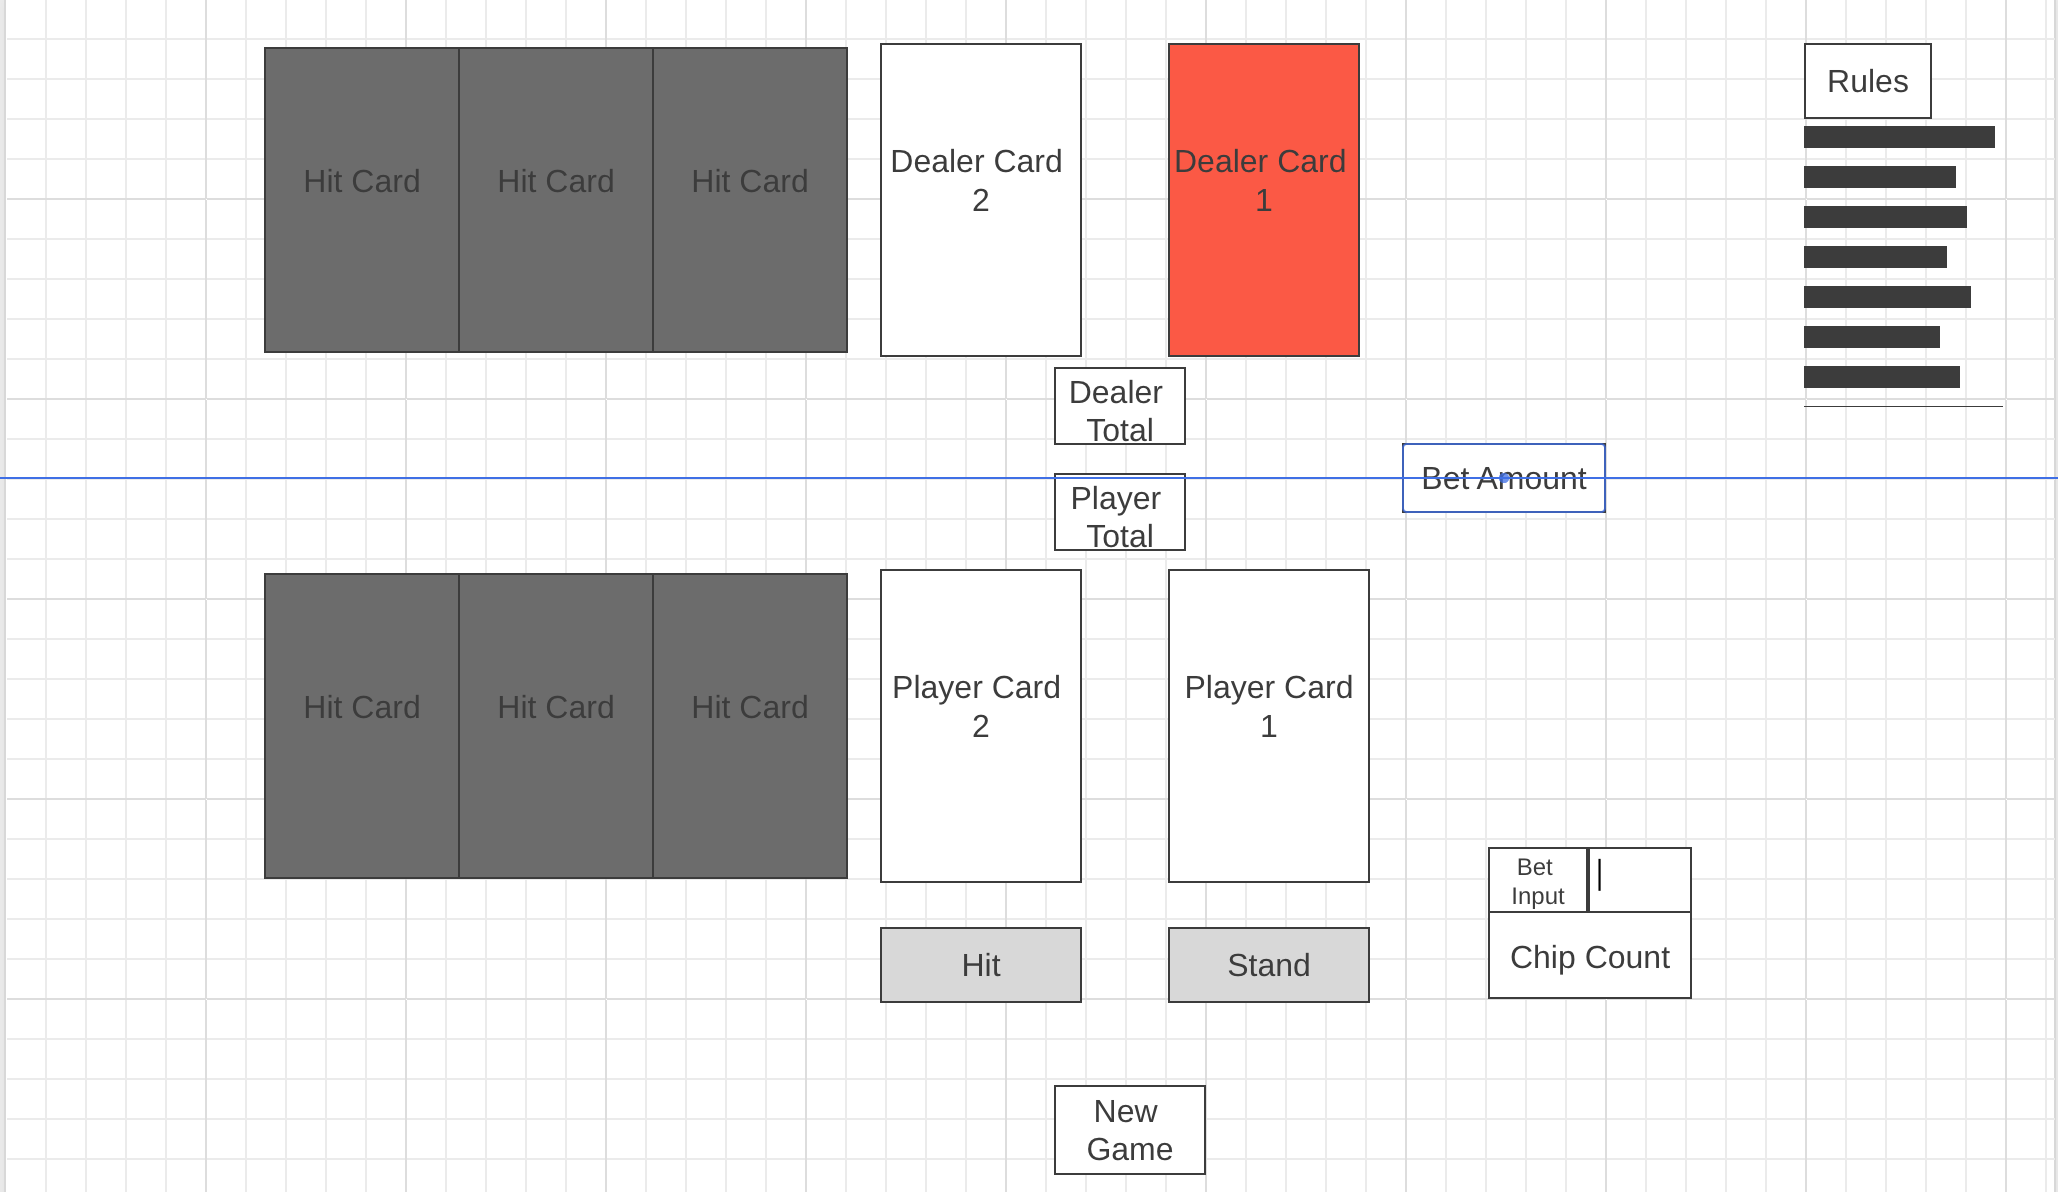 Hit Card
Hit Card
Hit Card
Dealer Card
2
Dealer Card
1
Rules
Dealer
Total
Player
Total
Bet Amount
Hit Card
Hit Card
Hit Card
Player Card
2
Player Card
1
Bet
Input
Chip Count
Hit
Stand
New
Game